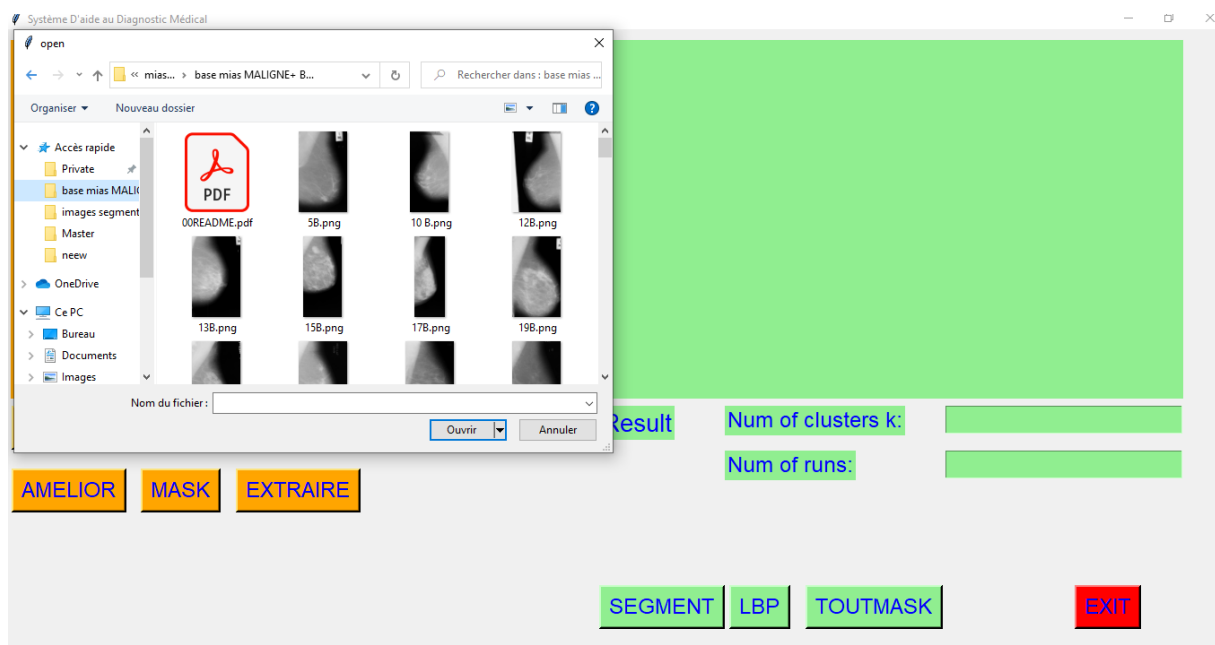 Système D'aide au Diagnostic Médical
open
« mias... › base mias MALIGNE+ B...
Rechercher dans : base mias ...
Organiser
Nouveau dossier
Accès rapide
Private
base mias MALI
images segment
Master
neew
OneDrive
Ce PC
Bureau
Documents
Images
PDF
00README.pdf
5B.png
10 B.png
12B.png
13B.png
15B.png
17B.png
19B.png
Nom du fichier :
Ouvrir
Annuler
Result
Num of clusters k:
Num of runs:
AMELIOR
MASK
EXTRAIRE
SEGMENT
LBP
TOUTMASK
EXIT